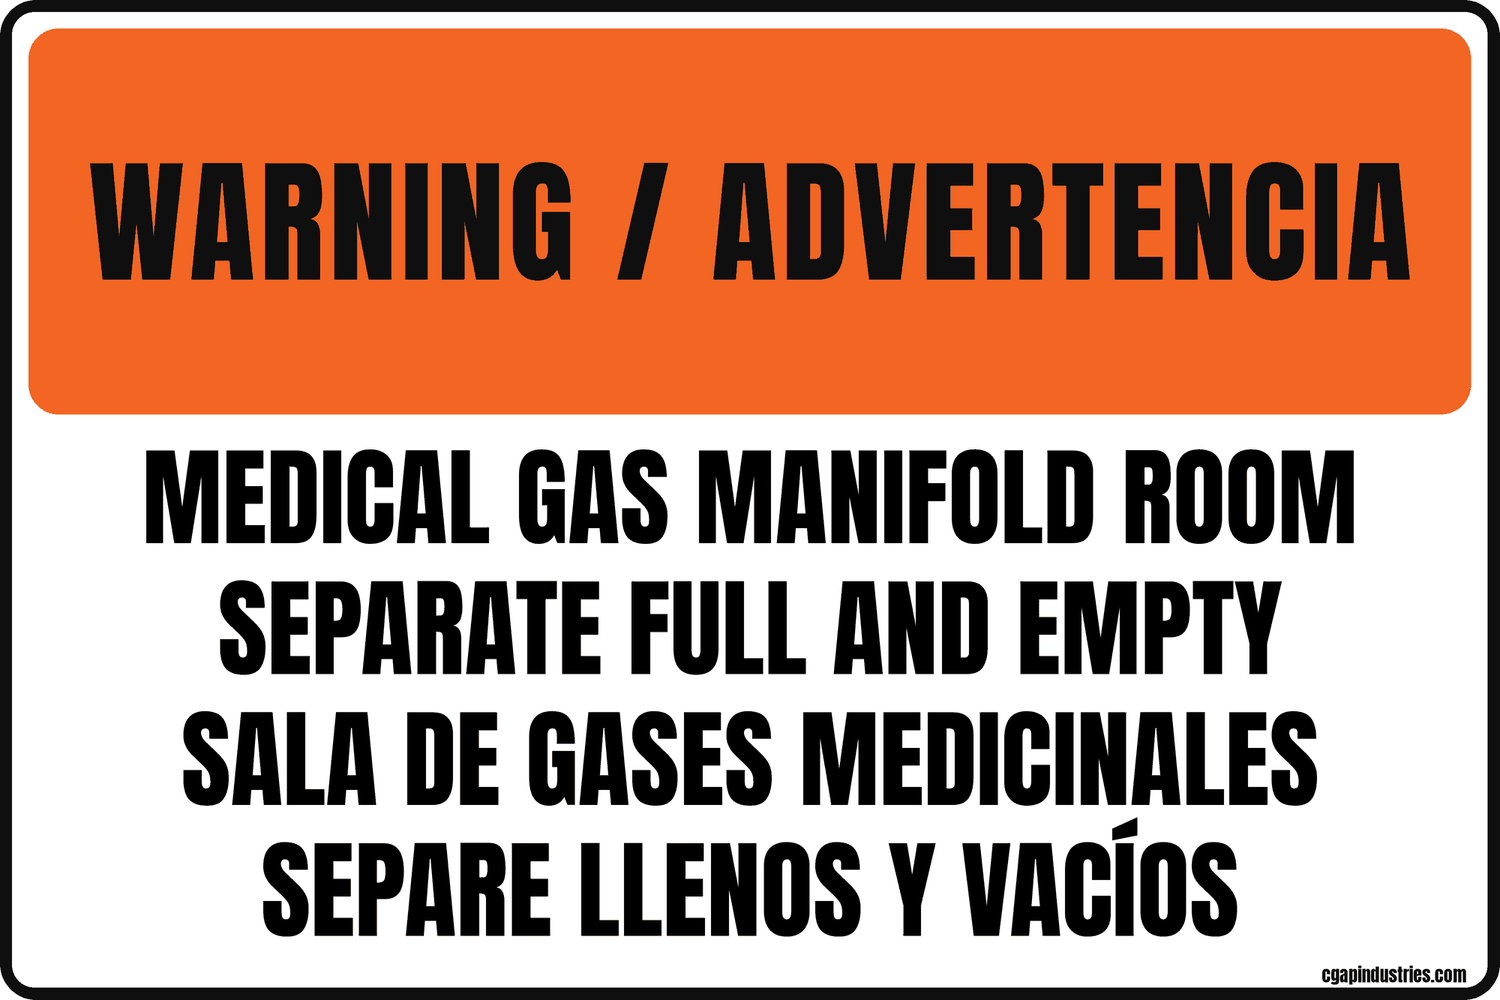 WARNING / ADVERTENCIA
MEDICAL GAS MANIFOLD ROOM
SEPARATE FULL AND EMPTY
SALA DE GASES MEDICINALES
SEPARE LLENOS Y VACÍOS
cgapindustries.com